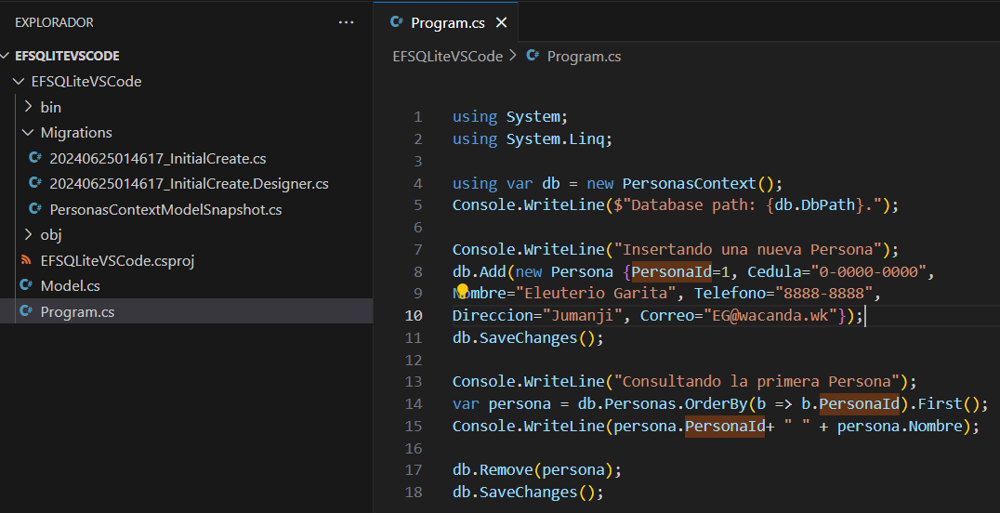 EXPLORADOR
EFSQLITEVSCODE
EFSQLiteVSCode
bin
Migrations
20240625014617_InitialCreate.cs
20240625014617_InitialCreate.Designer.cs
PersonasContextModelSnapshot.cs
obj
EFSQLiteVSCode.csproj
Model.cs
Program.cs
Program.cs
EFSQLiteVSCode > Program.cs
1 using System;
2 using System.Linq;
3
4 using var db = new PersonasContext();
5 Console.WriteLine($"Database path: {db.DbPath}.");
6
7 Console.WriteLine("Insertando una nueva Persona");
8 db.Add(new Persona {PersonaId=1, Cedula="0-0000-0000",
9 Nombre="Eleuterio Garita", Telefono="8888-8888",
10 Direccion="Jumanji", Correo="EG@wacanda.wk"});
11 db.SaveChanges();
12
13 Console.WriteLine("Consultando la primera Persona");
14 var persona = db.Personas.OrderBy(b => b.PersonaId).First();
15 Console.WriteLine(persona.PersonaId+ " " + persona.Nombre);
16
17 db.Remove(persona);
18 db.SaveChanges();